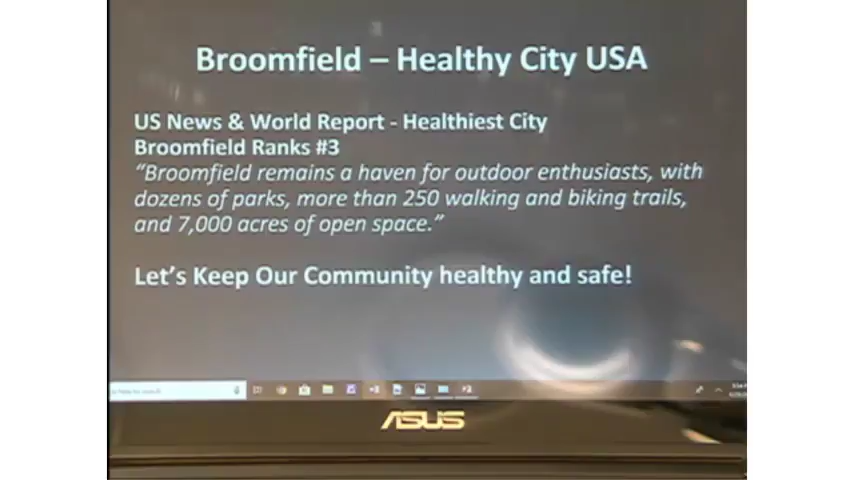 Broomfield – Healthy City USA
US News & World Report - Healthiest City
Broomfield Ranks #3
“Broomfield remains a haven for outdoor enthusiasts, with
dozens of parks, more than 250 walking and biking trails,
and 7,000 acres of open space.”
Let’s Keep Our Community healthy and safe!
ASUS